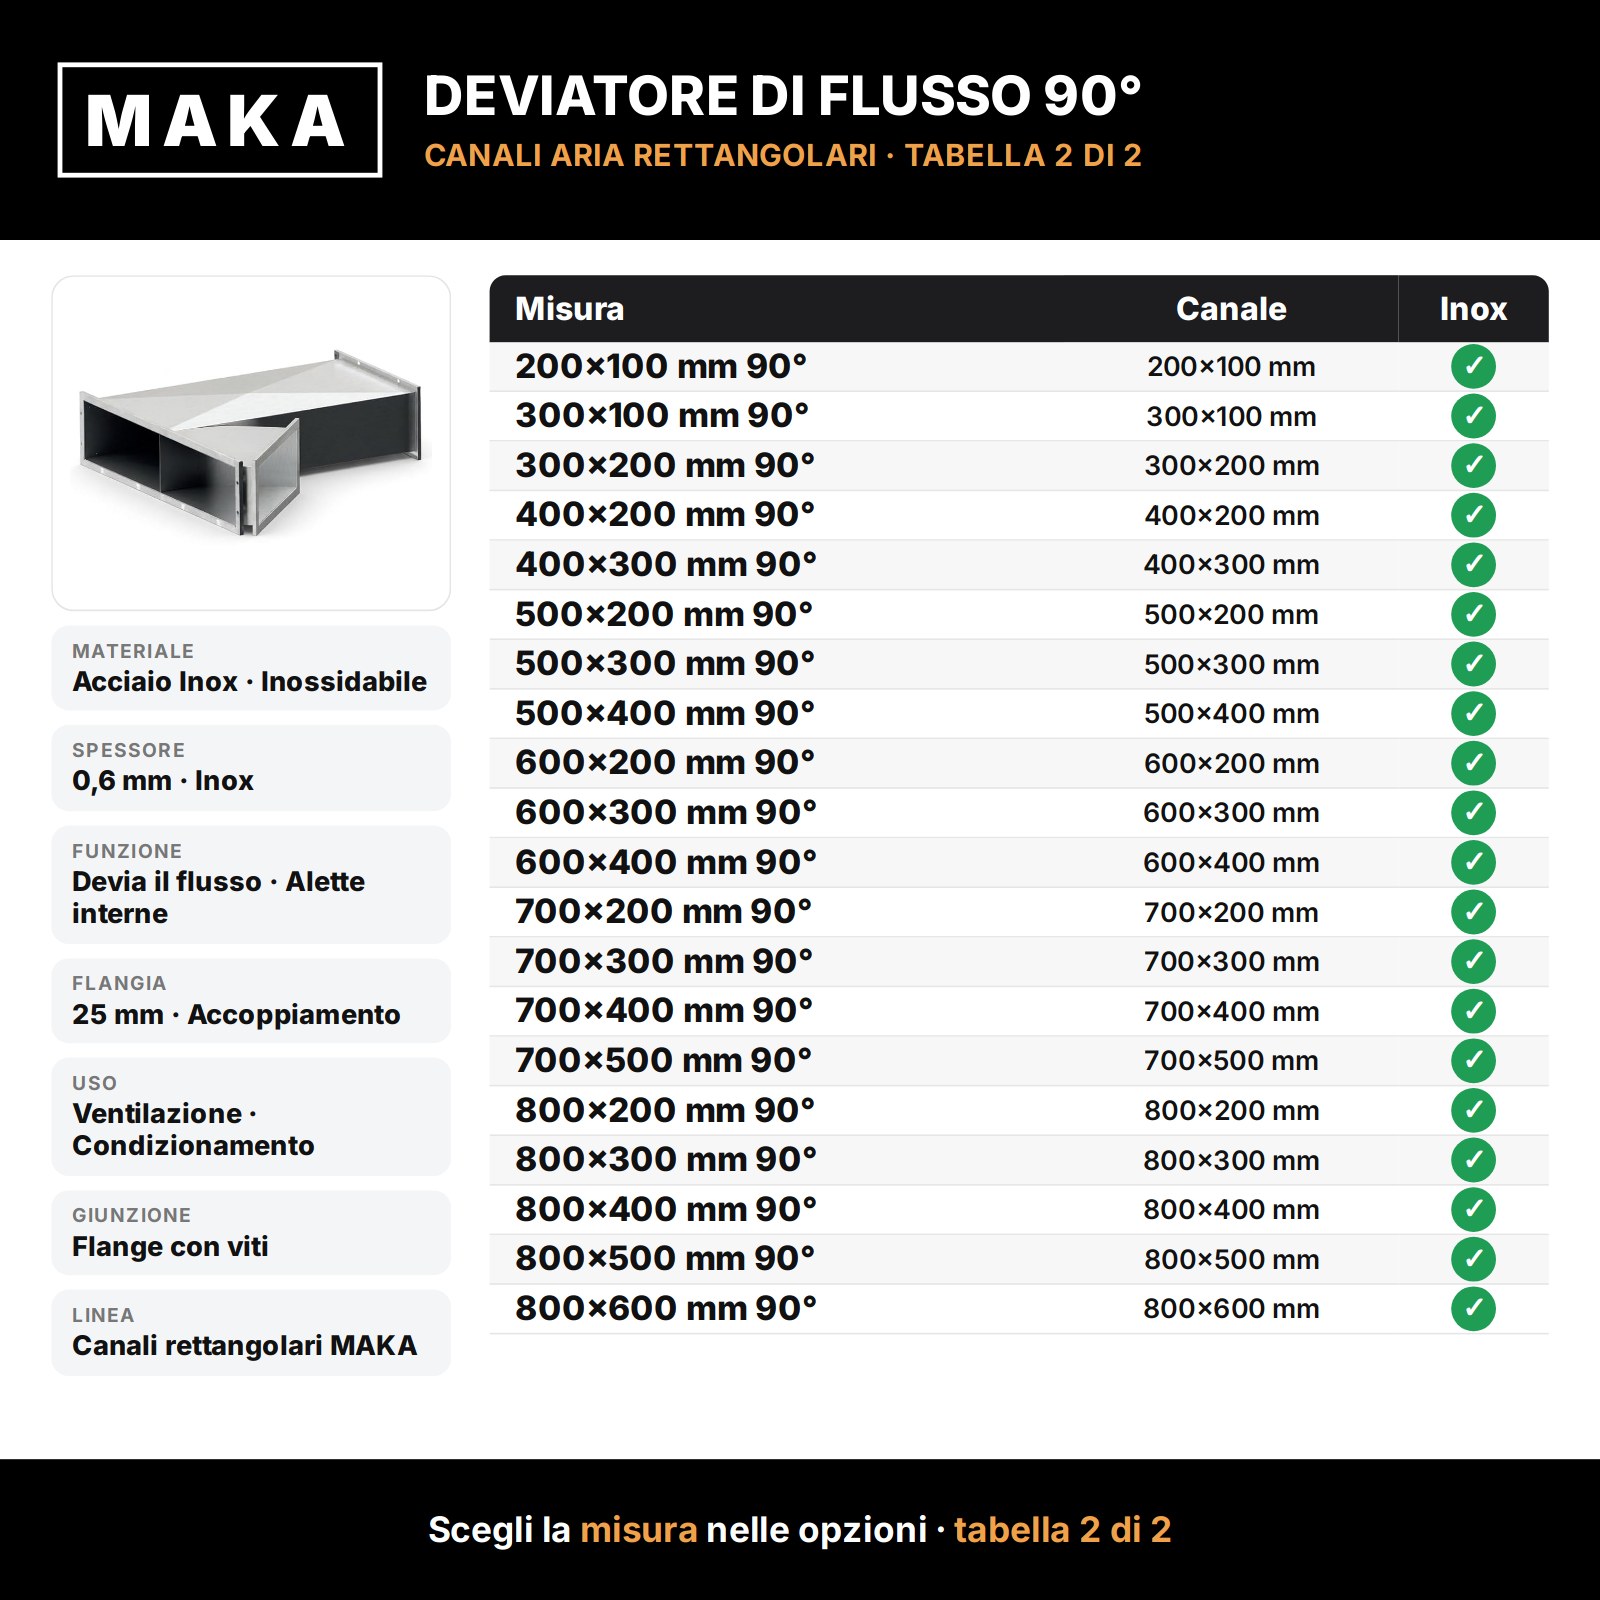 MAKA
DEVIATORE DI FLUSSO 90°
CANALI ARIA RETTANGOLARI · TABELLA 2 DI 2
MATERIALE
Acciaio Inox · Inossidabile
SPESSORE
0,6 mm · Inox
FUNZIONE
Devia il flusso · Alette
interne
FLANGIA
25 mm · Accoppiamento
USO
Ventilazione ·
Condizionamento
GIUNZIONE
Flange con viti
LINEA
Canali rettangolari MAKA
Misura Canale Inox
200×100 mm 90° 200×100 mm ✓
300×100 mm 90° 300×100 mm ✓
300×200 mm 90° 300×200 mm ✓
400×200 mm 90° 400×200 mm ✓
400×300 mm 90° 400×300 mm ✓
500×200 mm 90° 500×200 mm ✓
500×300 mm 90° 500×300 mm ✓
500×400 mm 90° 500×400 mm ✓
600×200 mm 90° 600×200 mm ✓
600×300 mm 90° 600×300 mm ✓
600×400 mm 90° 600×400 mm ✓
700×200 mm 90° 700×200 mm ✓
700×300 mm 90° 700×300 mm ✓
700×400 mm 90° 700×400 mm ✓
700×500 mm 90° 700×500 mm ✓
800×200 mm 90° 800×200 mm ✓
800×300 mm 90° 800×300 mm ✓
800×400 mm 90° 800×400 mm ✓
800×500 mm 90° 800×500 mm ✓
800×600 mm 90° 800×600 mm ✓
Scegli la misura nelle opzioni · tabella 2 di 2